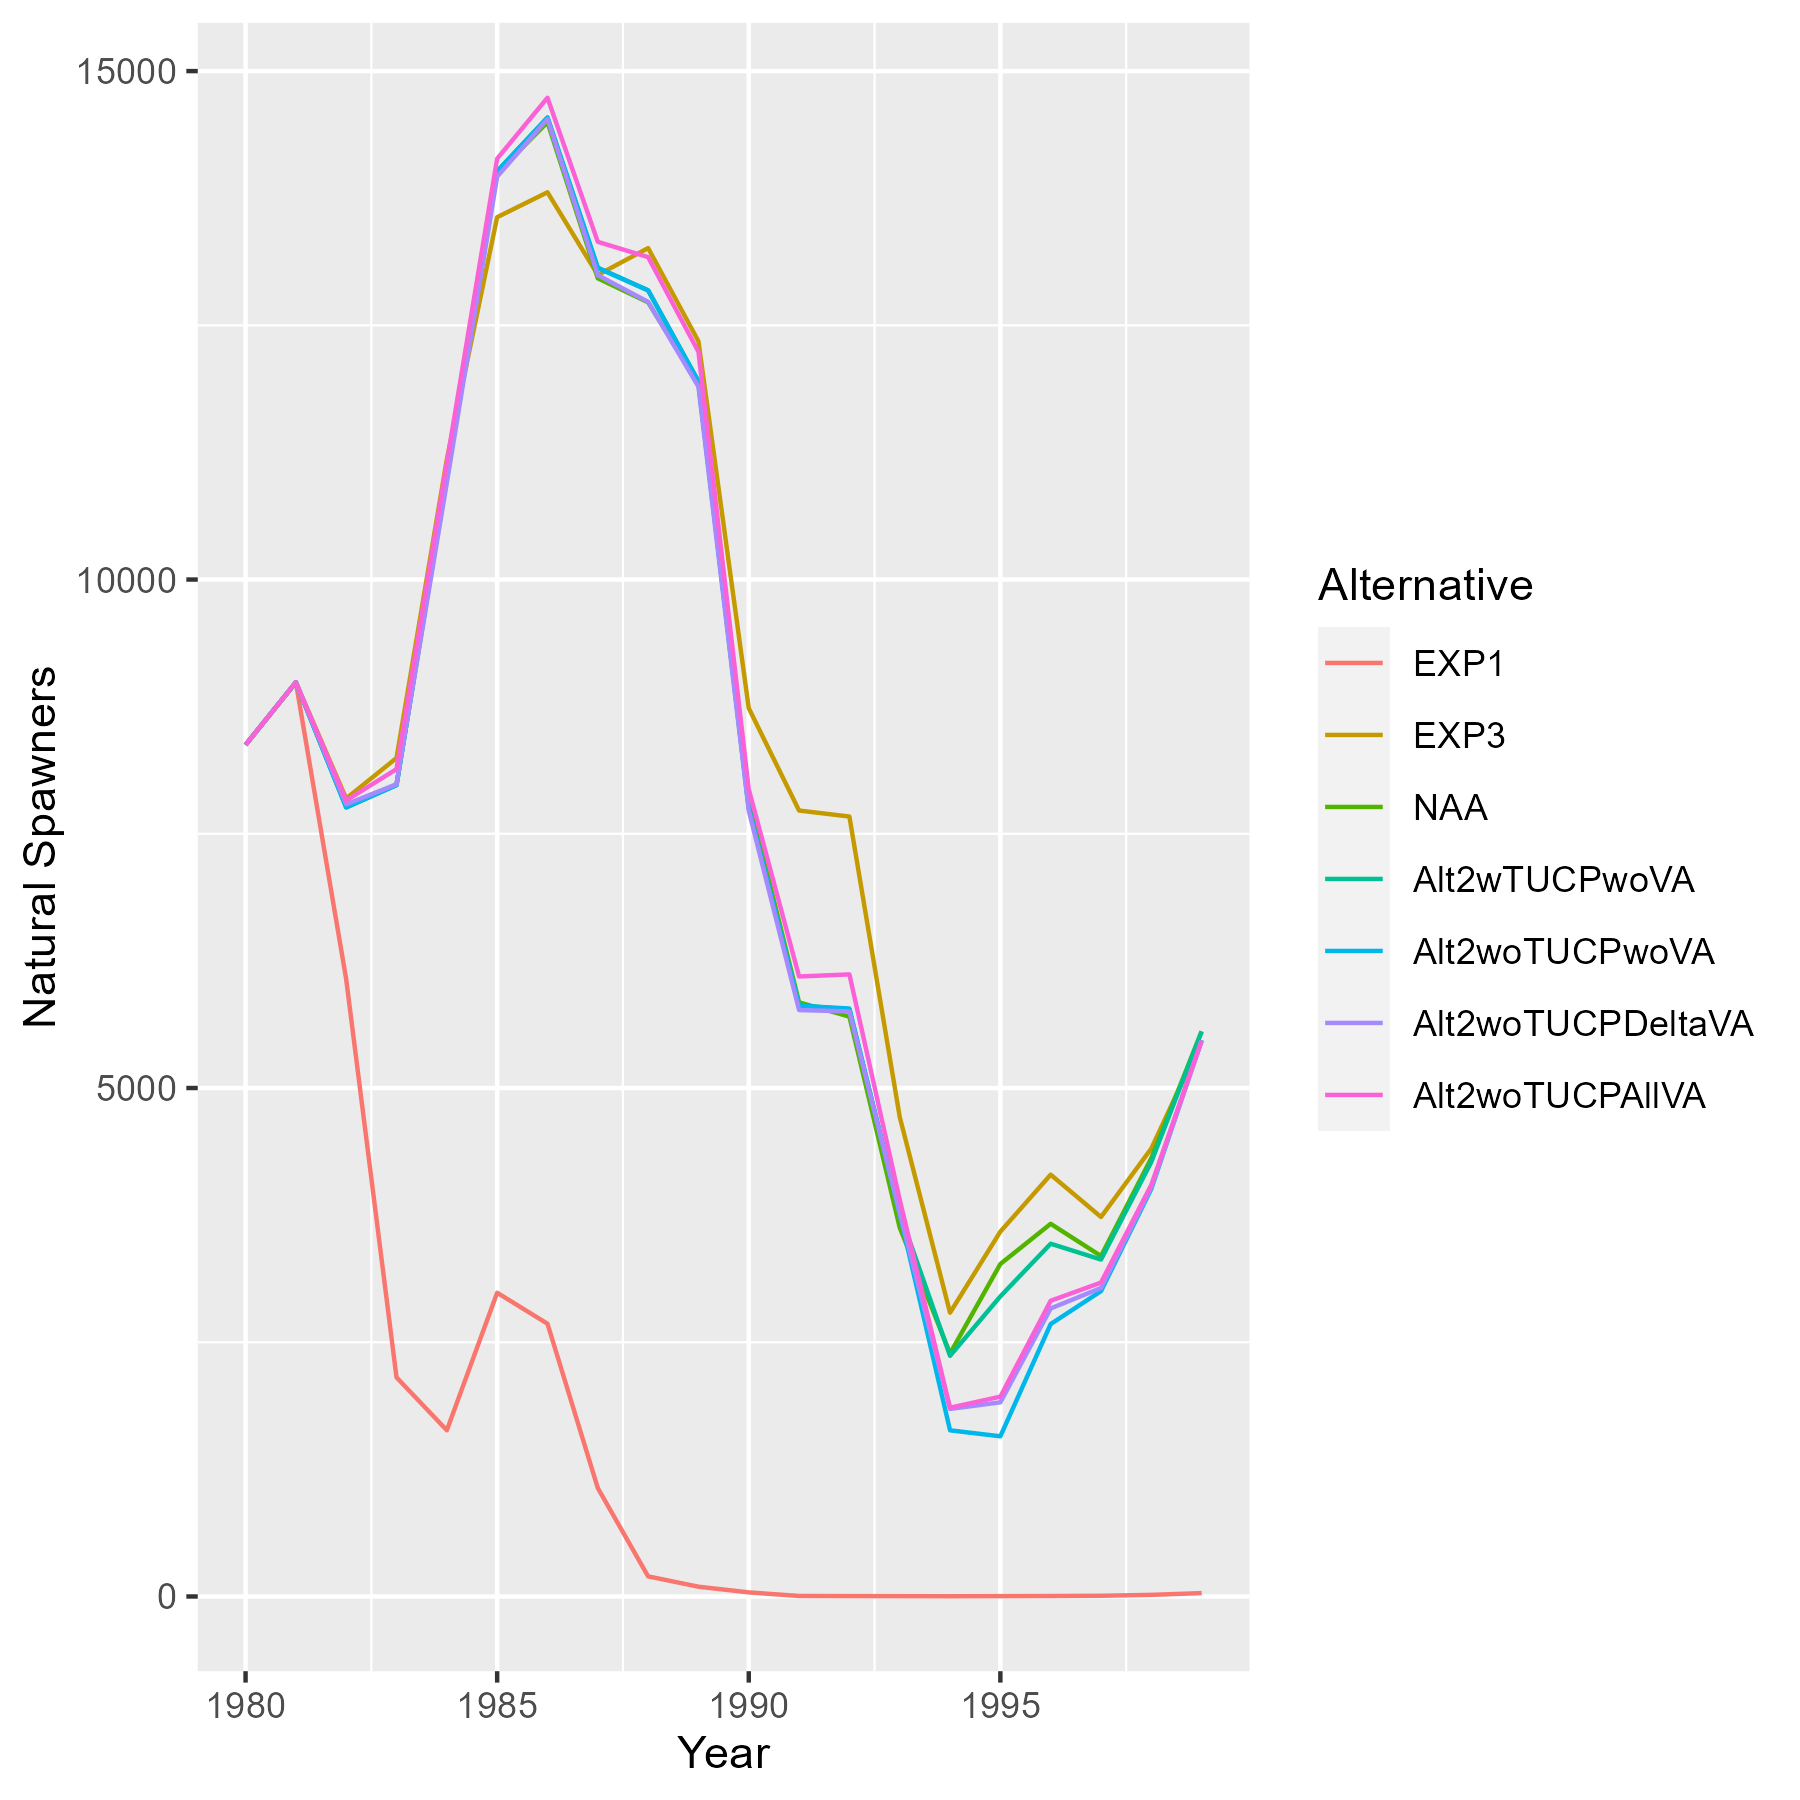 15000
10000
5000
0
Natural Spawners
1980
1985
1990
1995
Year
Alternative
EXP1
EXP3
NAA
Alt2wTUCPwoVA
Alt2woTUCPwoVA
Alt2woTUCPDeltaVA
Alt2woTUCPAllVA